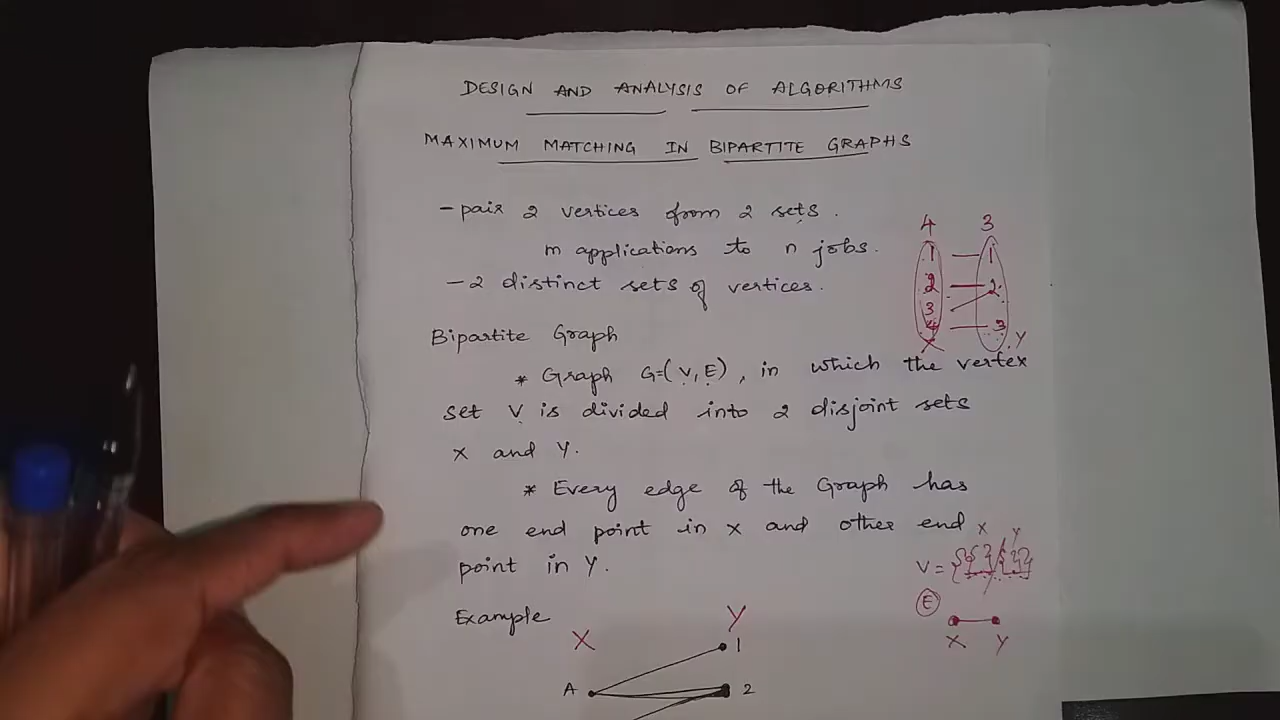 DESIGN AND ANALYSIS OF ALGORITHMS
MAXIMUM MATCHING IN BIPARTITE GRAPHS
- pair 2 vertices from 2 sets.
m applications to n jobs.
- 2 distinct sets of vertices.
4 3
1 1
2 2
3
4 3
X Y
Bipartite Graph
* Graph G=(V,E), in which the vertex
set V is divided into 2 disjoint sets
X and Y.
* Every edge of the Graph has
one end point in X and other end
point in Y.
X Y
V = {{ } { }}
E
X Y
Example
X Y
1
A 2